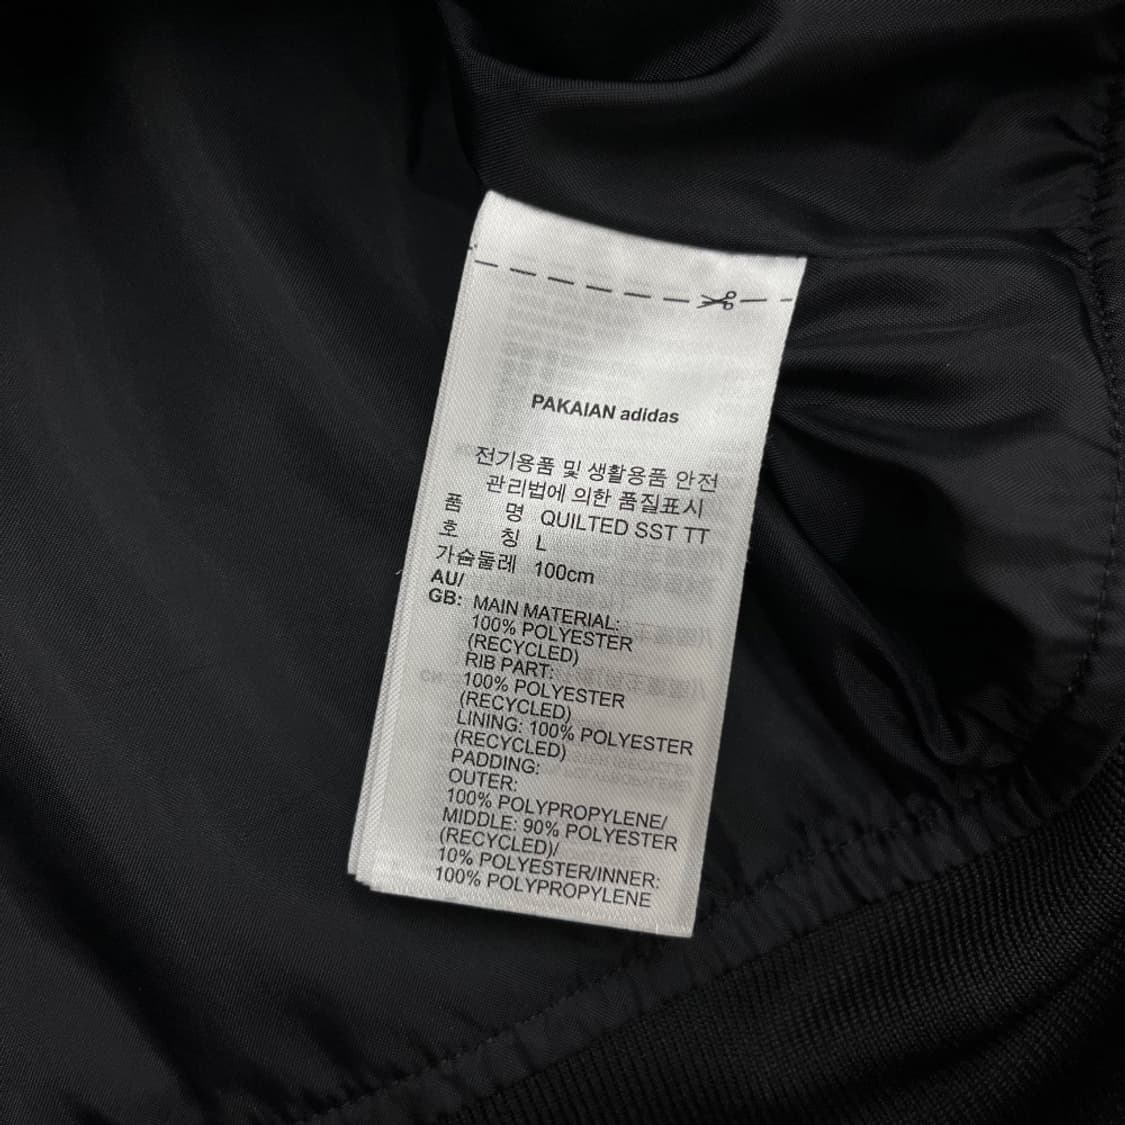 PAKAIAN adidas
전기용품 및 생활용품 안전
관리법에 의한 품질표시
품 명 QUILTED SST TT
호 칭 L
가슴둘레 100cm
AU/
GB: MAIN MATERIAL:
100% POLYESTER
(RECYCLED)
RIB PART:
100% POLYESTER
(RECYCLED)
LINING: 100% POLYESTER
(RECYCLED)
PADDING:
OUTER:
100% POLYPROPYLENE/
MIDDLE: 90% POLYESTER
(RECYCLED)/
10% POLYESTER/INNER:
100% POLYPROPYLENE